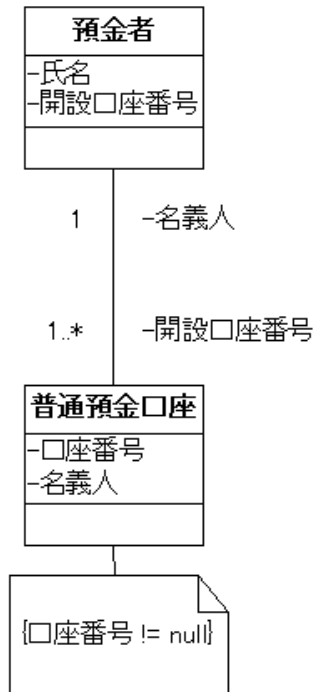 預金者
-氏名
-開設口座番号
1 -名義人
1..* -開設口座番号
普通預金口座
-口座番号
-名義人
{口座番号 != null}